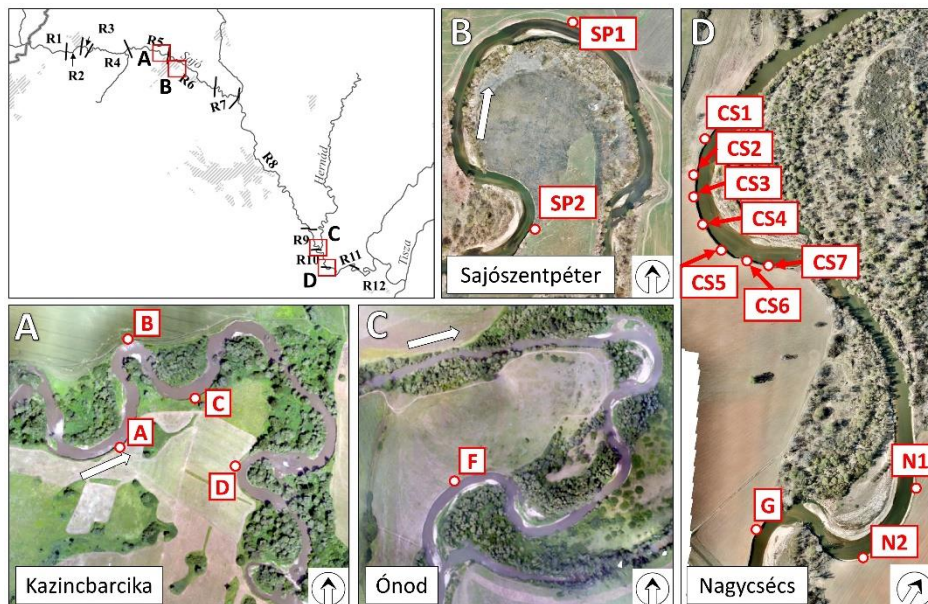 R1
R2
R3
R4
R5
A
Sajó
B
R6
R7
R8
Hernád
R9
C
R10
D
R11
R12
Tisza
B
SP1
SP2
Sajószentpéter
D
CS1
CS2
CS3
CS4
CS5
CS6
CS7
G
N1
N2
Nagycsécs
A
B
C
A
D
Kazincbarcika
C
F
Ónod